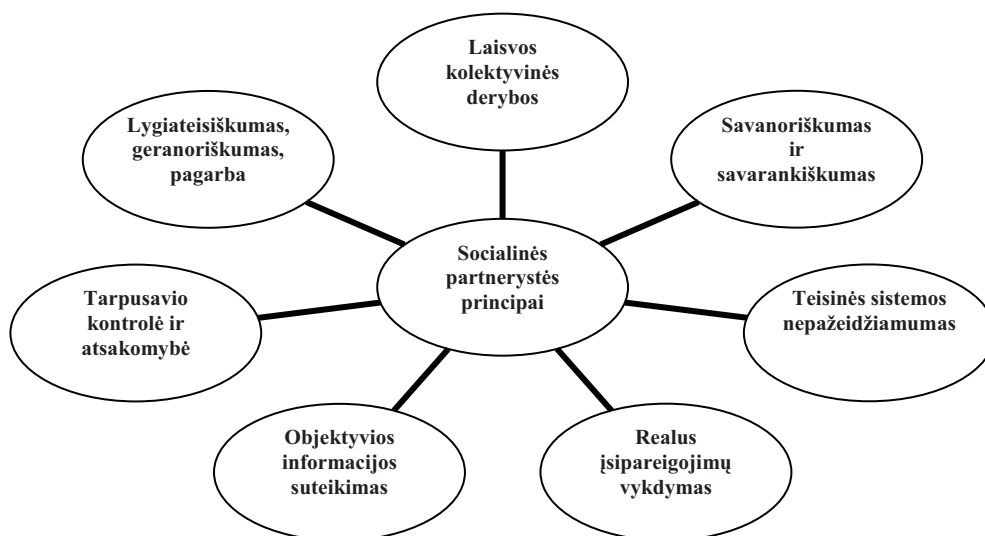 Laisvos
kolektyvinės
derybos
Lygiateisiškumas,
geranoriškumas,
pagarba
Savanoriškumas
ir
savarankiškumas
Socialinės
partnerystės
principai
Tarpusavio
kontrolė ir
atsakomybė
Teisinės sistemos
nepažeidžiamumas
Objektyvios
informacijos
suteikimas
Realus
įsipareigojimų
vykdymas